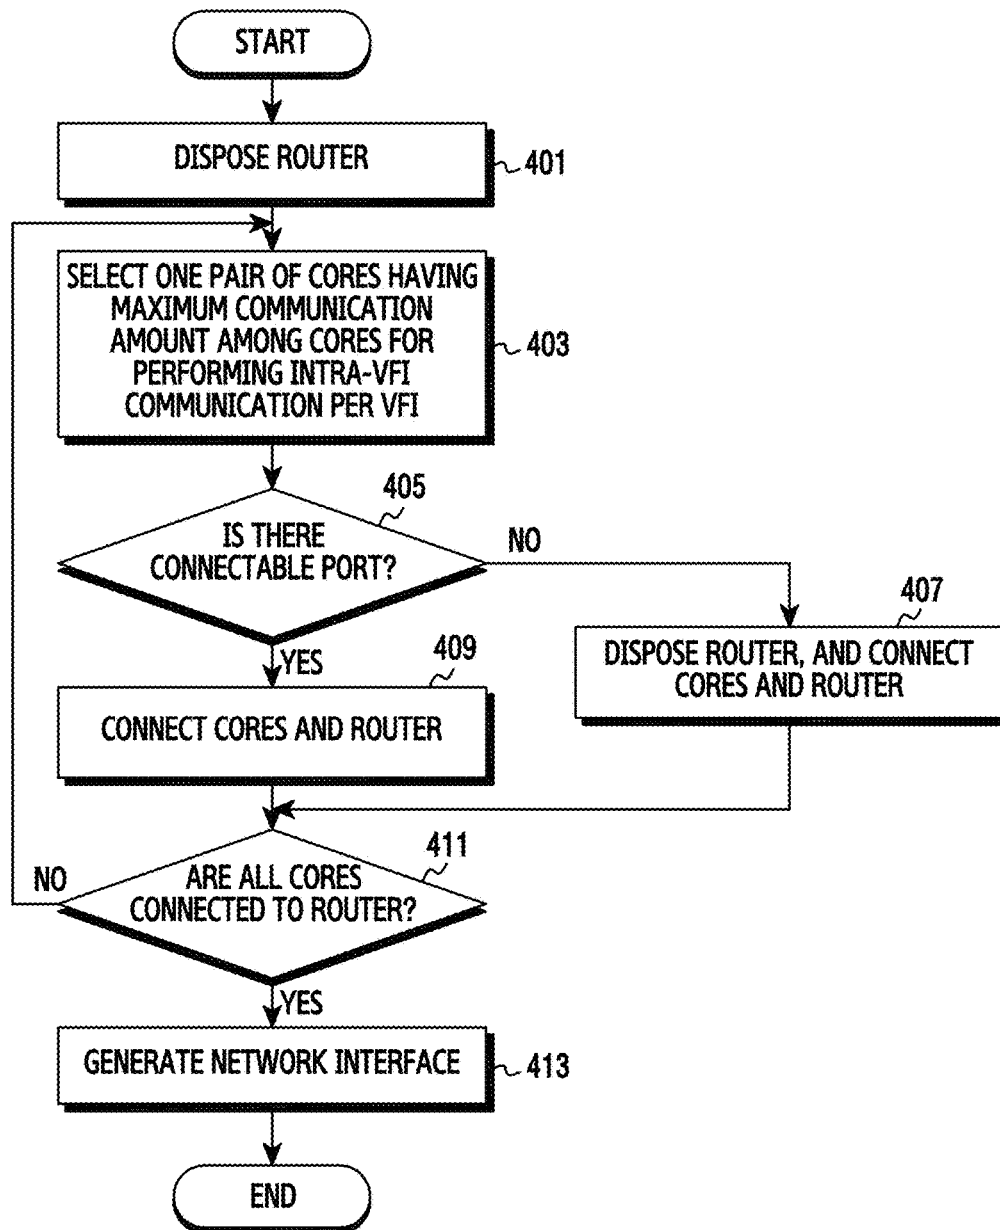 START
DISPOSE ROUTER
401
SELECT ONE PAIR OF CORES HAVING
MAXIMUM COMMUNICATION
AMOUNT AMONG CORES FOR
PERFORMING INTRA-VFI
COMMUNICATION PER VFI
403
405
IS THERE
CONNECTABLE PORT?
NO
YES
407
DISPOSE ROUTER, AND CONNECT
CORES AND ROUTER
409
CONNECT CORES AND ROUTER
411
ARE ALL CORES
CONNECTED TO ROUTER?
NO
YES
GENERATE NETWORK INTERFACE
413
END